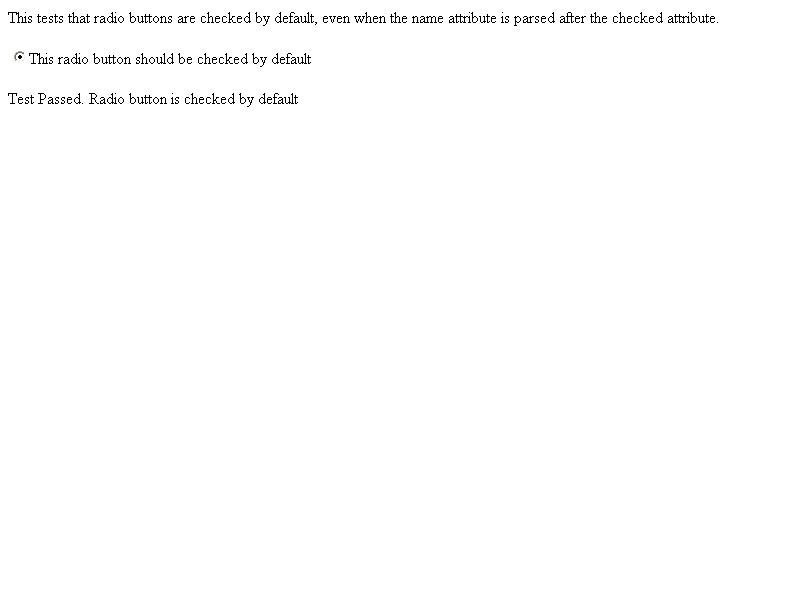 This tests that radio buttons are checked by default, even when the name attribute is parsed after the checked attribute.
This radio button should be checked by default
Test Passed. Radio button is checked by default